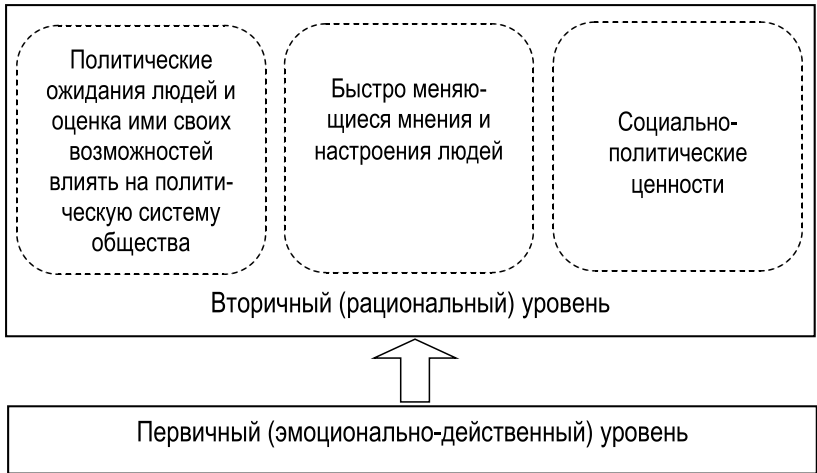 Политические
ожидания людей и
оценка ими своих
возможностей
влиять на полити-
ческую систему
общества
Быстро меняю-
щиеся мнения и
настроения людей
Социально-
политические
ценности
Вторичный (рациональный) уровень
Первичный (эмоционально-действенный) уровень